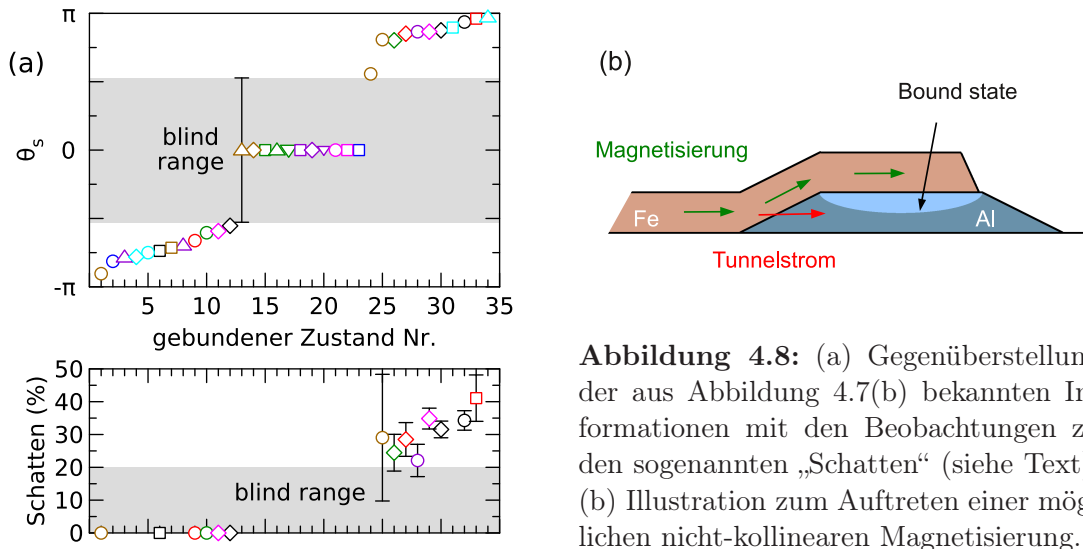 (a)
π
0
-π
θs
blind
range
5 10 15 20 25 30 35
gebundener Zustand Nr.
50
40
30
20
10
0
Schatten (%)
blind range
(b)
Bound state
Magnetisierung
Fe
Al
Tunnelstrom
Abbildung 4.8: (a) Gegenüberstellun
der aus Abbildung 4.7(b) bekannten In
formationen mit den Beobachtungen z
den sogenannten „Schatten“ (siehe Text
(b) Illustration zum Auftreten einer mög
lichen nicht-kollinearen Magnetisierung.